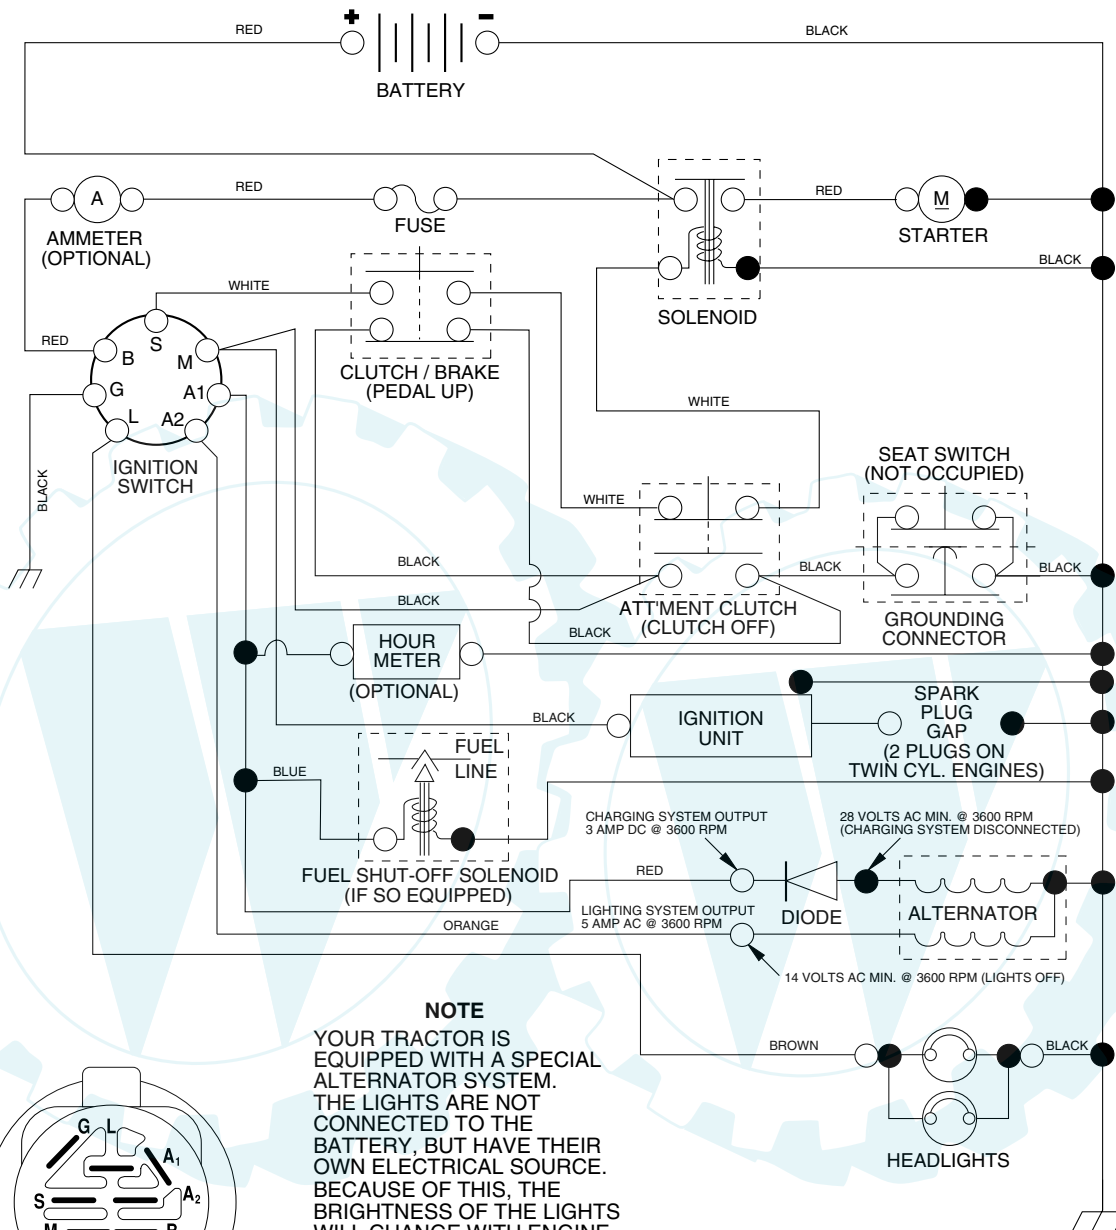 + -
RED
BLACK
BATTERY
RED
A
FUSE
AMMETER
(OPTIONAL)
RED
M
STARTER
BLACK
SOLENOID
WHITE
CLUTCH / BRAKE
(PEDAL UP)
RED
S
B
M
G
A1
L
A2
IGNITION
SWITCH
BLACK
WHITE
SEAT SWITCH
(NOT OCCUPIED)
WHITE
BLACK
BLACK
BLACK
BLACK
ATT'MENT CLUTCH
(CLUTCH OFF)
BLACK
GROUNDING
CONNECTOR
HOUR
METER
(OPTIONAL)
BLACK
IGNITION
UNIT
SPARK
PLUG
GAP
(2 PLUGS ON
TWIN CYL. ENGINES)
FUEL
LINE
BLUE
FUEL SHUT-OFF SOLENOID
(IF SO EQUIPPED)
CHARGING SYSTEM OUTPUT
3 AMP DC @ 3600 RPM
28 VOLTS AC MIN. @ 3600 RPM
(CHARGING SYSTEM DISCONNECTED)
RED
DIODE
ALTERNATOR
LIGHTING SYSTEM OUTPUT
5 AMP AC @ 3600 RPM
ORANGE
14 VOLTS AC MIN. @ 3600 RPM (LIGHTS OFF)
BROWN
BLACK
HEADLIGHTS
NOTE
YOUR TRACTOR IS
EQUIPPED WITH A SPECIAL
ALTERNATOR SYSTEM.
THE LIGHTS ARE NOT
CONNECTED TO THE
BATTERY, BUT HAVE THEIR
OWN ELECTRICAL SOURCE.
BECAUSE OF THIS, THE
BRIGHTNESS OF THE LIGHTS
WILL CHANGE WITH ENGINE
G L
A1
A2
S
M B